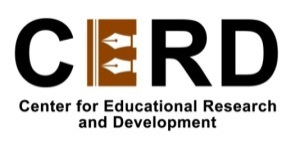 CERD
Center for Educational Research
and Development